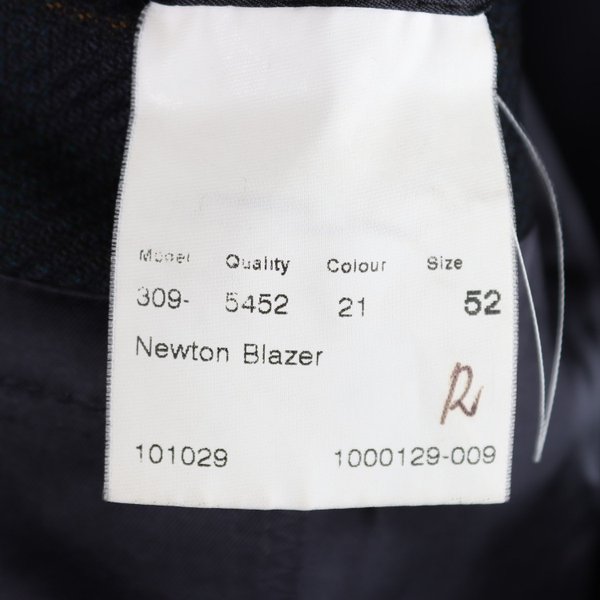 Model Quality Colour Size
309- 5452 21 52
Newton Blazer
R
101029 1000129-009